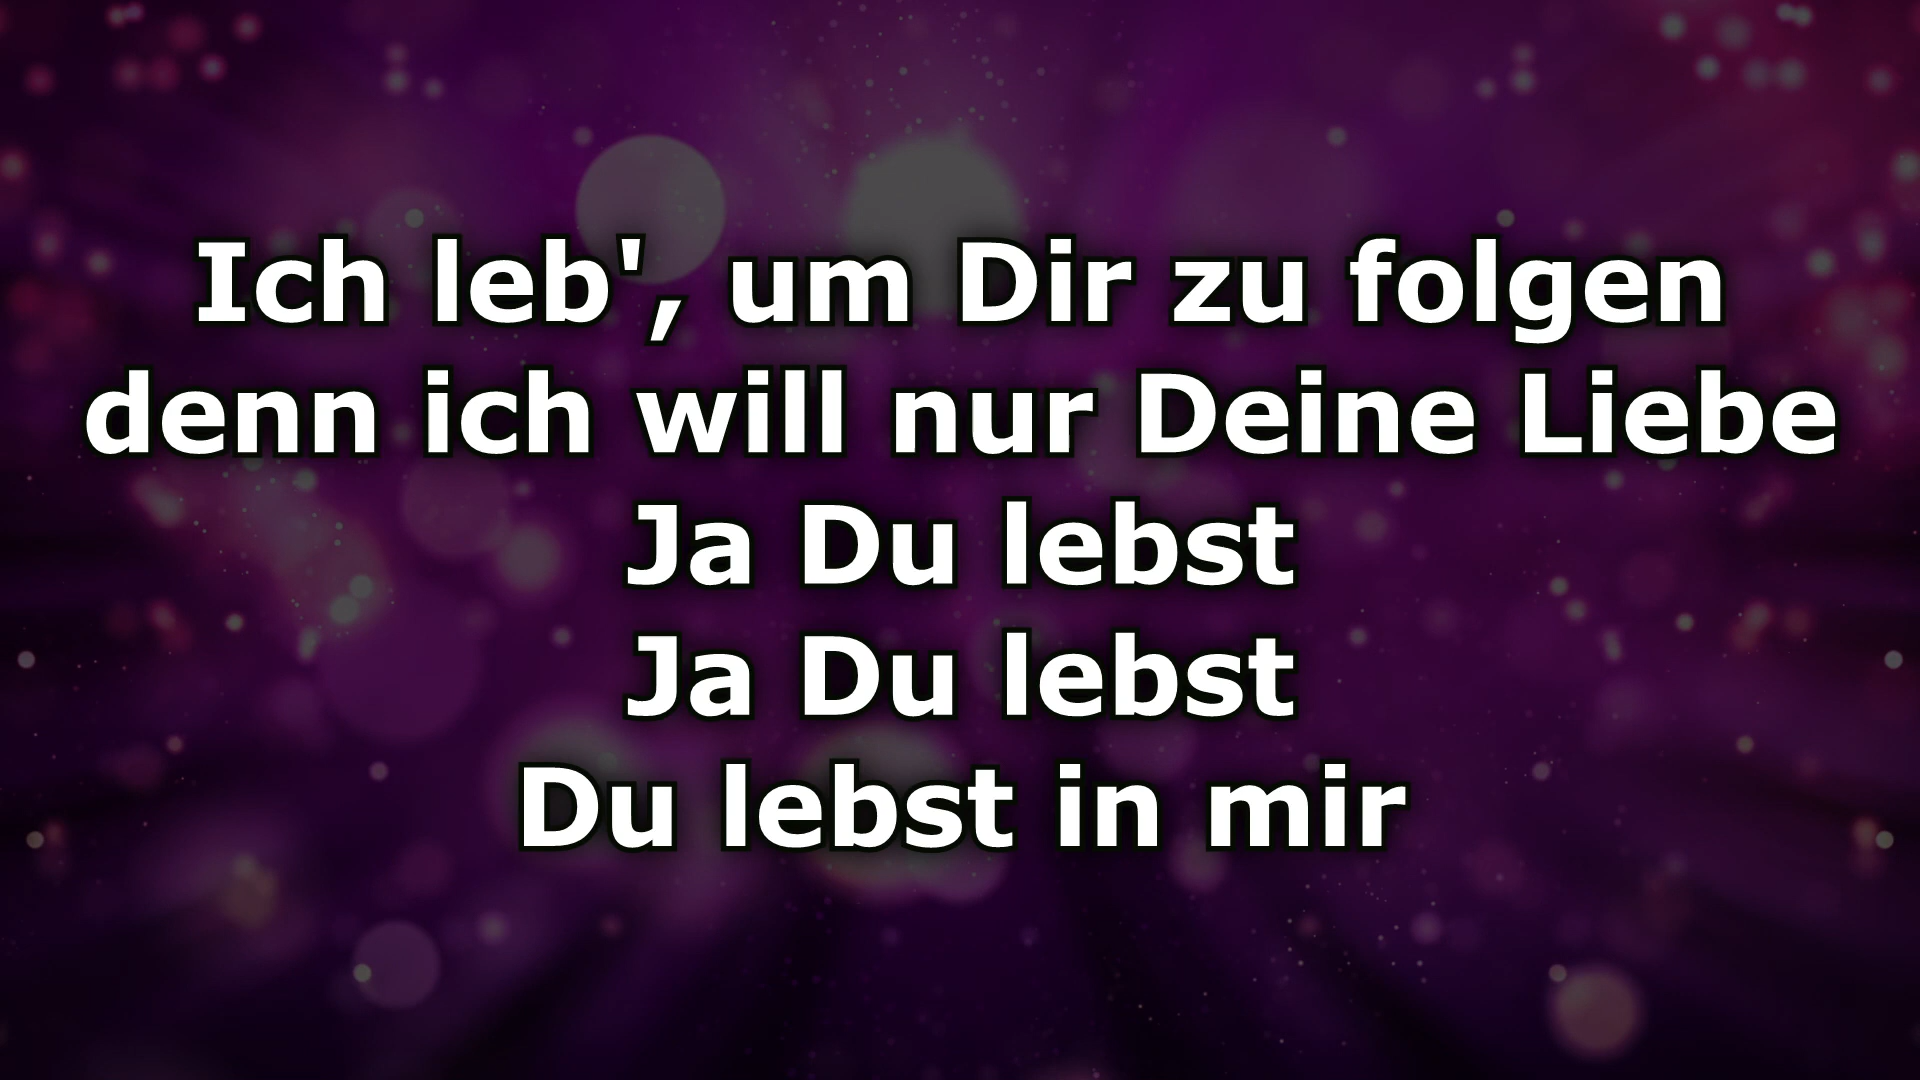 Ich leb', um Dir zu folgen
denn ich will nur Deine Liebe
Ja Du lebst
Ja Du lebst
Du lebst in mir